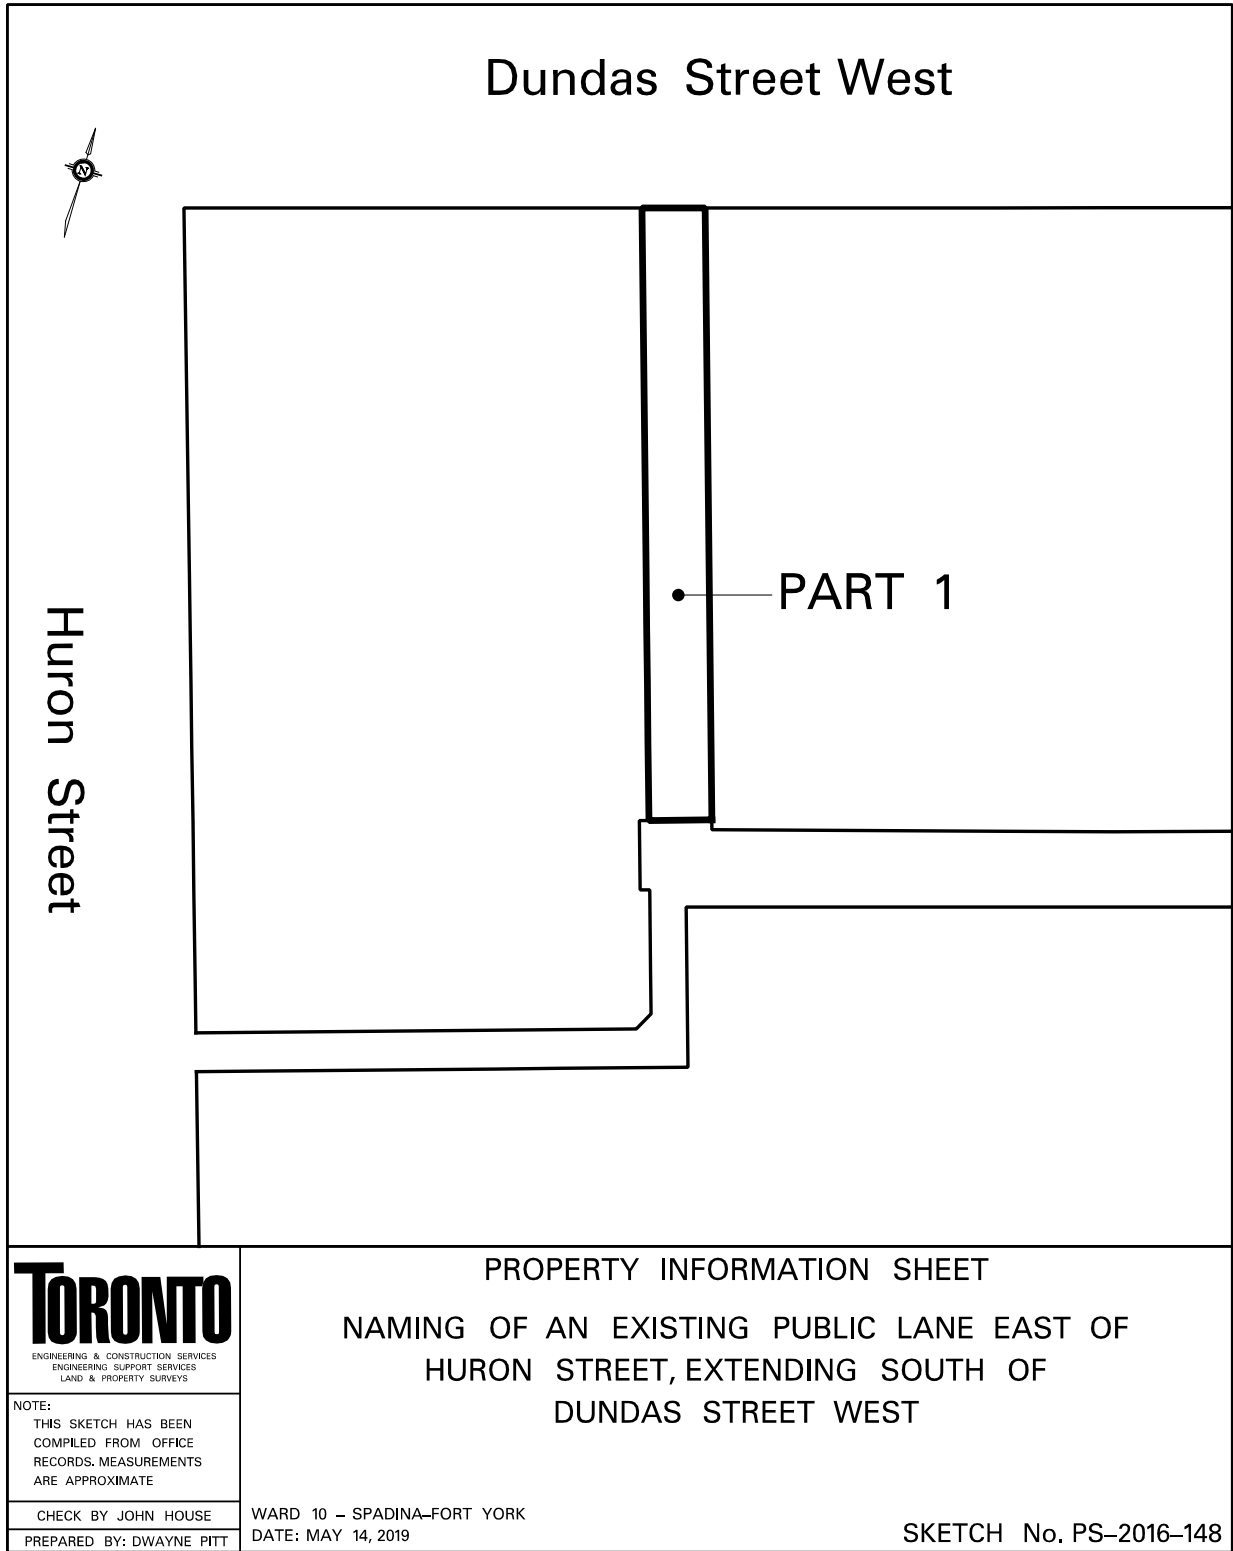 Dundas Street West
N
PART 1
Huron Street
TORONTO
ENGINEERING & CONSTRUCTION SERVICES
ENGINEERING SUPPORT SERVICES
LAND & PROPERTY SURVEYS
NOTE:
THIS SKETCH HAS BEEN
COMPILED FROM OFFICE
RECORDS. MEASUREMENTS
ARE APPROXIMATE
CHECK BY JOHN HOUSE
PREPARED BY: DWAYNE PITT
PROPERTY INFORMATION SHEET
NAMING OF AN EXISTING PUBLIC LANE EAST OF
HURON STREET, EXTENDING SOUTH OF
DUNDAS STREET WEST
WARD 10 – SPADINA–FORT YORK
DATE: MAY 14, 2019
SKETCH No. PS–2016–148